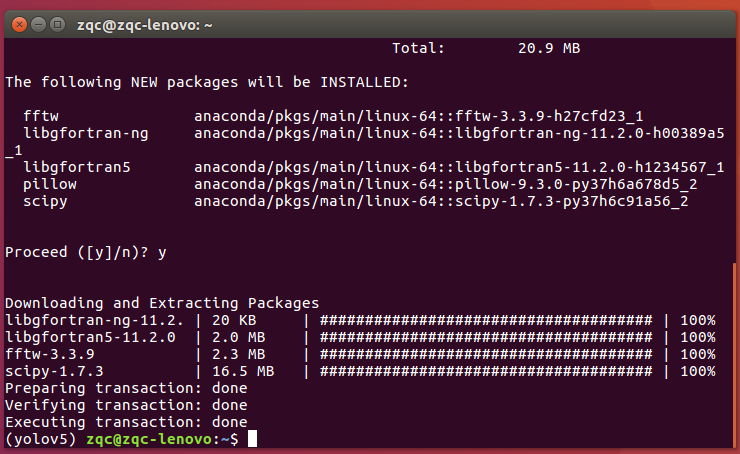 zqc@zqc-lenovo: ~
Total: 20.9 MB
The following NEW packages will be INSTALLED:
fftw anaconda/pkgs/main/linux-64::fftw-3.3.9-h27cfd23_1
libgfortran-ng anaconda/pkgs/main/linux-64::libgfortran-ng-11.2.0-h00389a5
_1
libgfortran5 anaconda/pkgs/main/linux-64::libgfortran5-11.2.0-h1234567_1
pillow anaconda/pkgs/main/linux-64::pillow-9.3.0-py37h6a678d5_2
scipy anaconda/pkgs/main/linux-64::scipy-1.7.3-py37h6c91a56_2
Proceed ([y]/n)? y
Downloading and Extracting Packages
libgfortran-ng-11.2. | 20 KB | ##################################### | 100%
libgfortran5-11.2.0 | 2.0 MB | ##################################### | 100%
fftw-3.3.9 | 2.3 MB | ##################################### | 100%
scipy-1.7.3 | 16.5 MB | ##################################### | 100%
Preparing transaction: done
Verifying transaction: done
Executing transaction: done
(yolov5) zqc@zqc-lenovo:~$